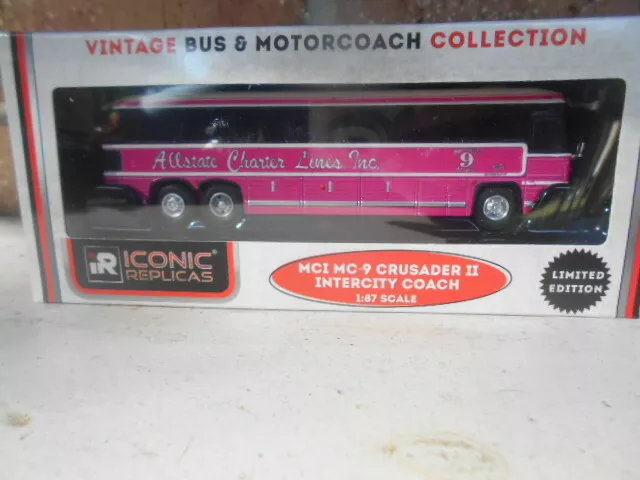 VINTAGE BUS & MOTORCOACH COLLECTION
Allstate Charter Lines, Inc.
9
iR ICONIC
REPLICAS
MCI MC-9 CRUSADER II
INTERCITY COACH
1:87 SCALE
LIMITED
EDITION